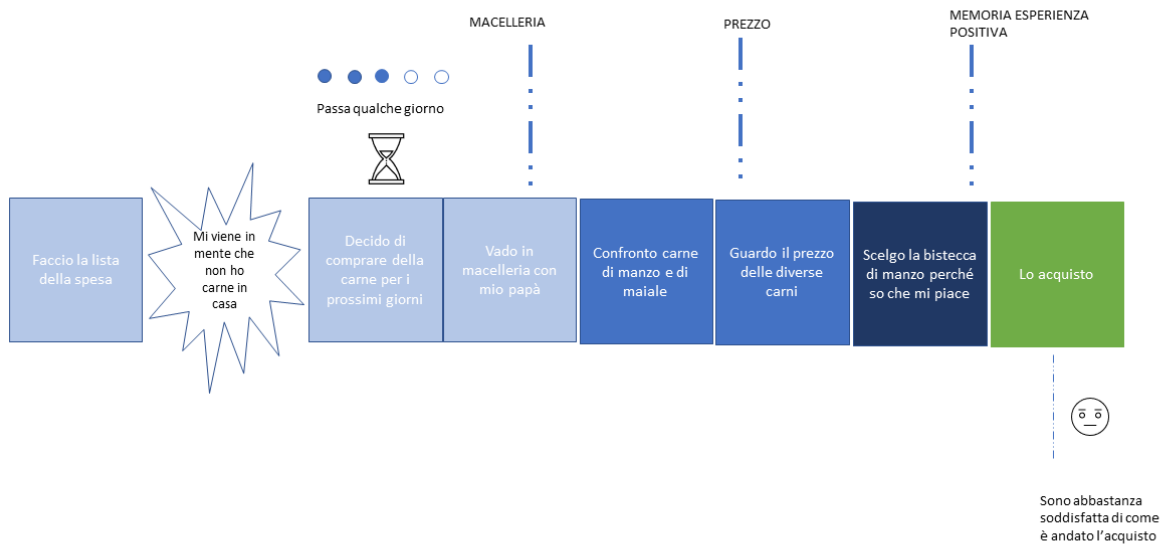 MACELLERIA
PREZZO
MEMORIA ESPERIENZA
POSITIVA
Passa qualche giorno
Faccio la lista
della spesa
Mi viene in
mente che
non ho
carne in
casa
Decido di
comprare della
carne per i
prossimi giorni
Vado in
macelleria con
mio papà
Confronto carne
di manzo e di
maiale
Guardo il prezzo
delle diverse
carni
Scelgo la bistecca
di manzo perché
so che mi piace
Lo acquisto
Sono abbastanza
soddisfatta di come
è andato l'acquisto